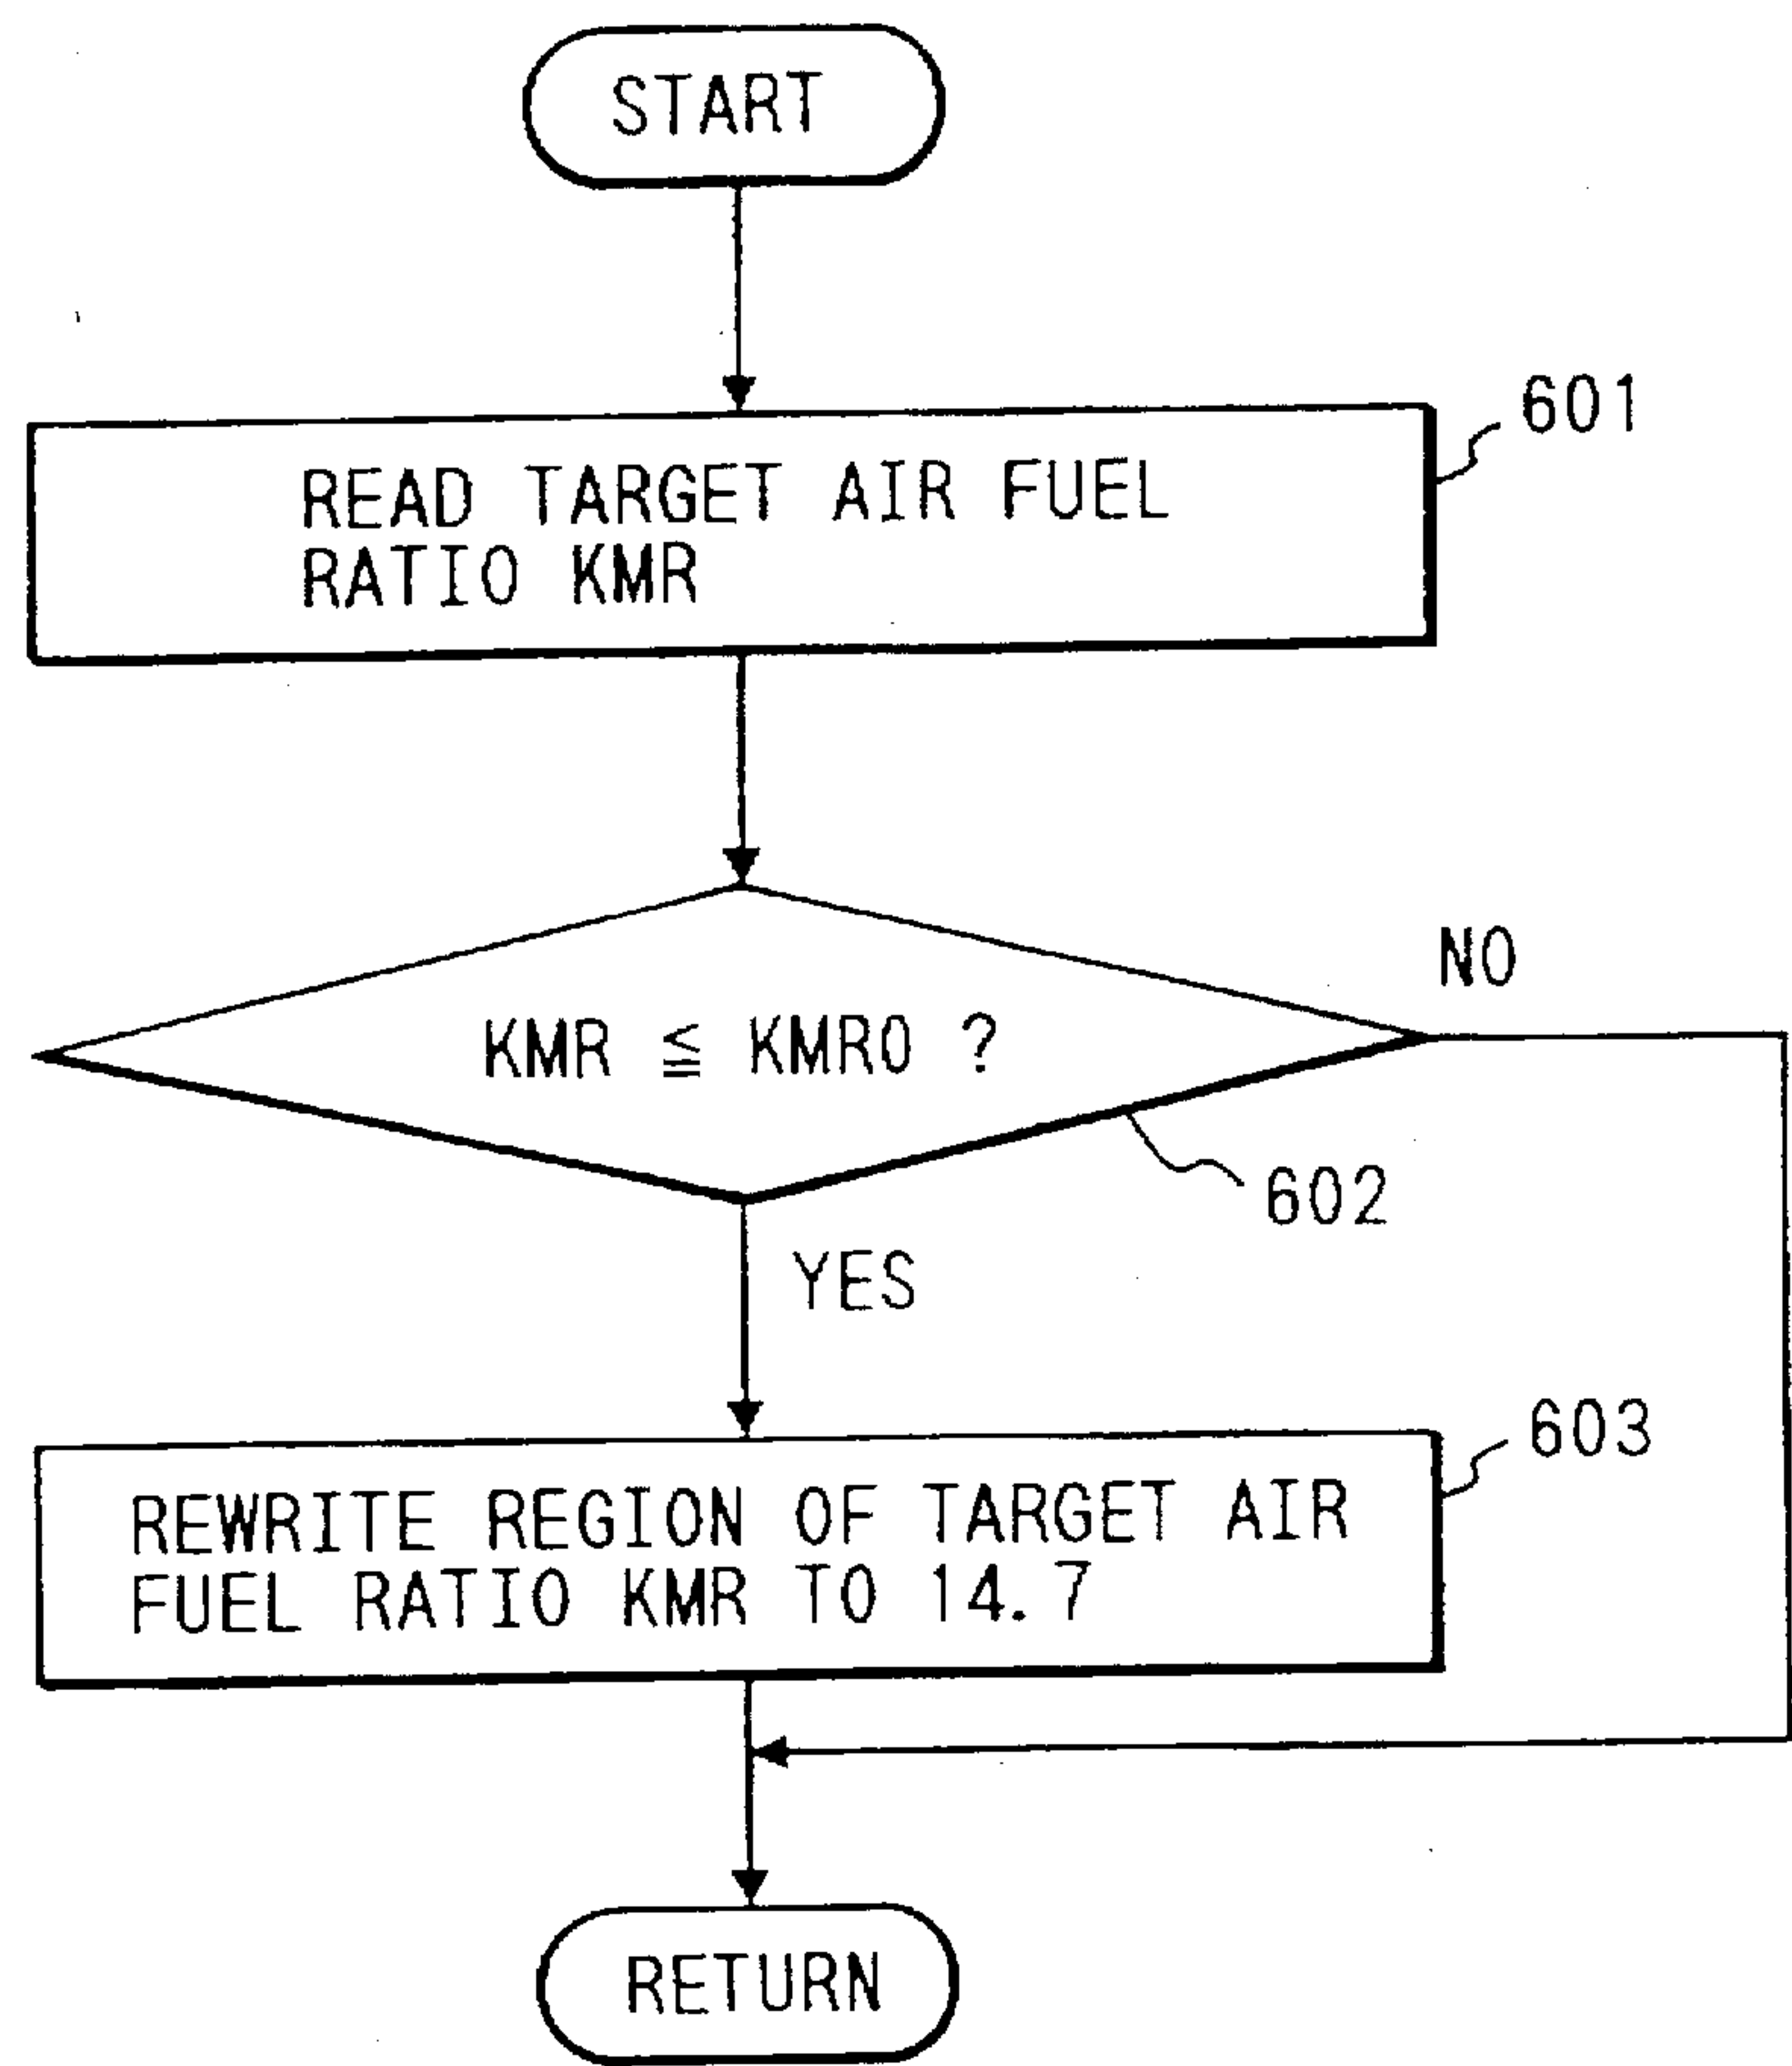 START
601
READ TARGET AIR FUEL
RATIO KMR
NO
KMR ≦ KMR0 ?
602
YES
603
REWRITE REGION OF TARGET AIR
FUEL RATIO KMR TO 14.7
RETURN